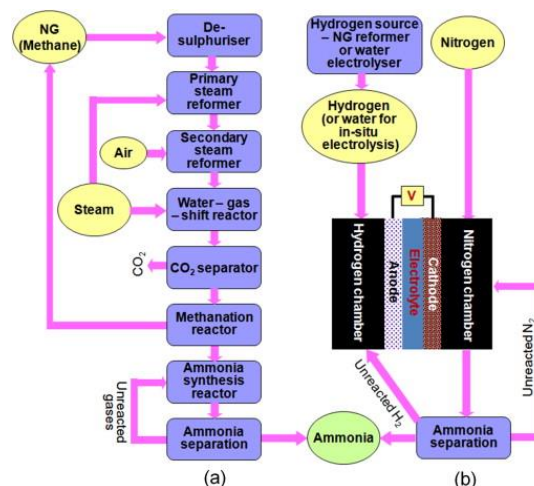 NG
(Methane)
De-
sulphuriser
Primary
steam
reformer
Air
Secondary
steam
reformer
Steam
Water – gas
– shift reactor
CO2
CO2 separator
Methanation
reactor
Ammonia
synthesis
reactor
Unreacted
gases
Ammonia
separation
(a)
Ammonia
Hydrogen source
– NG reformer
or water
electrolyser
Nitrogen
Hydrogen
(or water for
in-situ
electrolysis)
V
Hydrogen chamber
Anode
Electrolyte
Cathode
Nitrogen chamber
Unreacted H2
Unreacted N2
Ammonia
separation
(b)